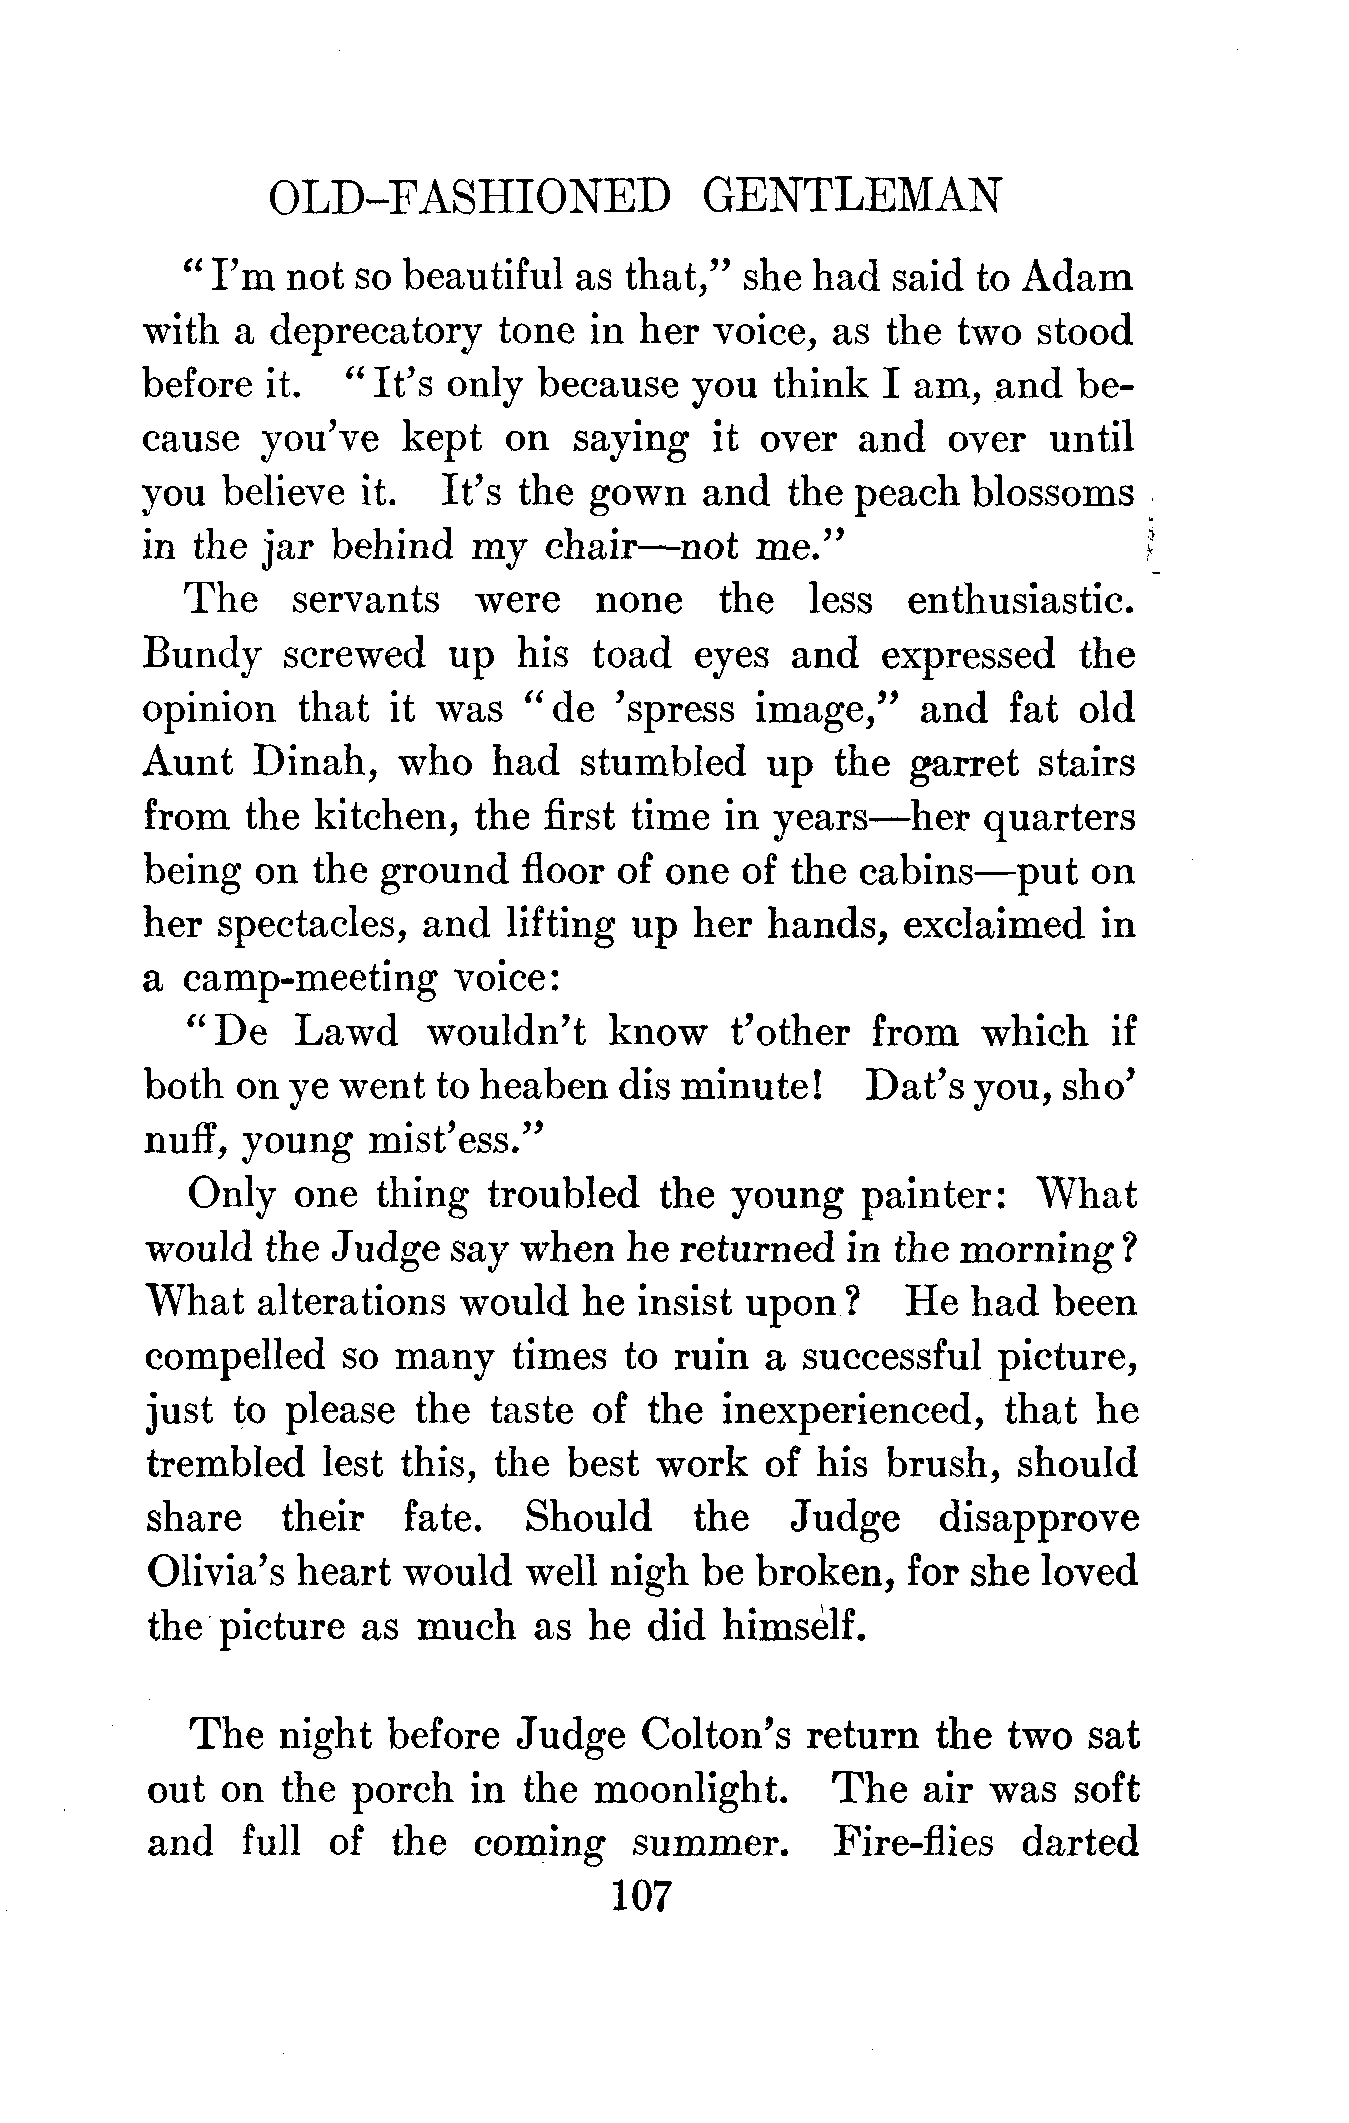 OLD-FASHIONED GENTLEMAN
"I'm not so beautiful as that," she had said to Adam
with a deprecatory tone in her voice, as the two stood
before it. "It's only because you think I am, and be-
cause you've kept on saying it over and over until
you believe it. It's the gown and the peach blossoms
in the jar behind my chair—not me."
The servants were none the less enthusiastic.
Bundy screwed up his toad eyes and expressed the
opinion that it was "de 'spress image," and fat old
Aunt Dinah, who had stumbled up the garret stairs
from the kitchen, the first time in years—her quarters
being on the ground floor of one of the cabins—put on
her spectacles, and lifting up her hands, exclaimed in
a camp-meeting voice:
"De Lawd wouldn't know t'other from which if
both on ye went to heaben dis minute! Dat's you, sho'
nuff, young mist'ess."
Only one thing troubled the young painter: What
would the Judge say when he returned in the morning?
What alterations would he insist upon? He had been
compelled so many times to ruin a successful picture,
just to please the taste of the inexperienced, that he
trembled lest this, the best work of his brush, should
share their fate. Should the Judge disapprove
Olivia's heart would well nigh be broken, for she loved
the picture as much as he did himself.
The night before Judge Colton's return the two sat
out on the porch in the moonlight. The air was soft
and full of the coming summer. Fire-flies darted
107